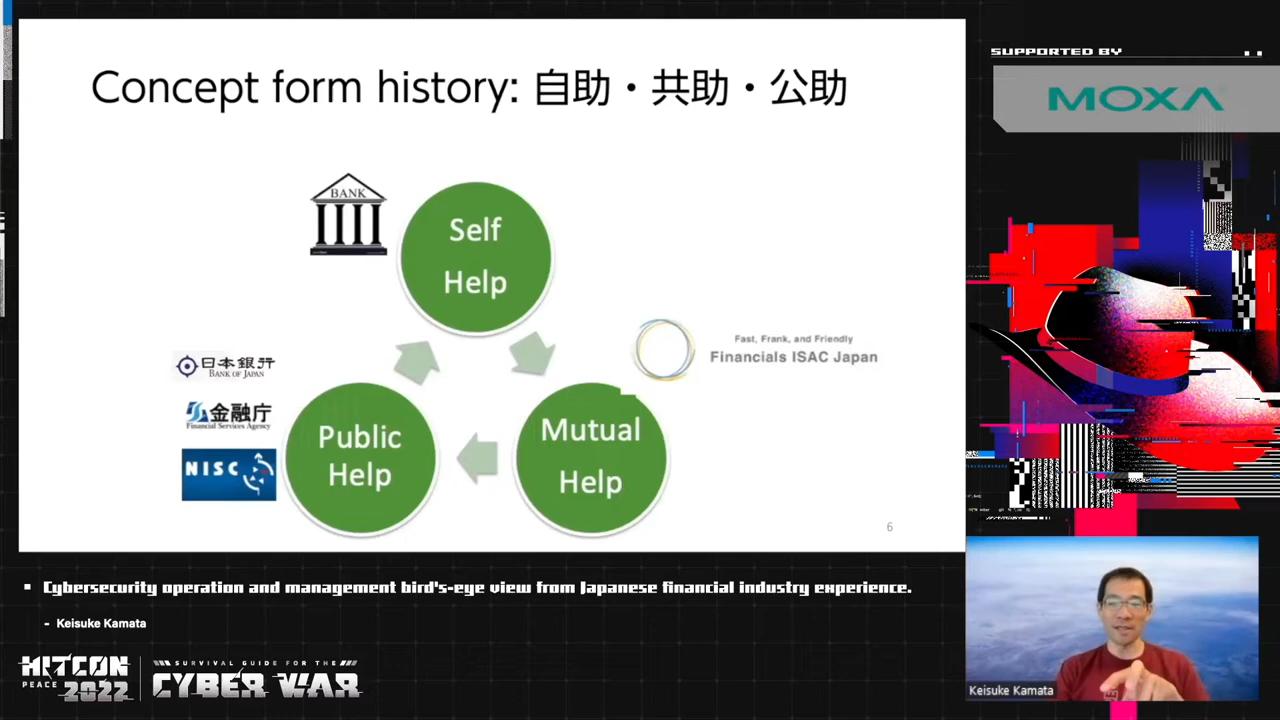 Concept form history: 自助・共助・公助
BANK
Self
Help
日本銀行
BANK OF JAPAN
金融庁
Financial Services Agency
NISC
Public
Help
Mutual
Help
Fast, Frank, and Friendly
Financials ISAC Japan
6
SUPPORTED BY
MOXA
Cybersecurity operation and management bird's-eye view from Japanese financial industry experience.
- Keisuke Kamata
HITCON
PEACE 2022
SURVIVAL GUIDE FOR THE
CYBER WAR
Keisuke Kamata